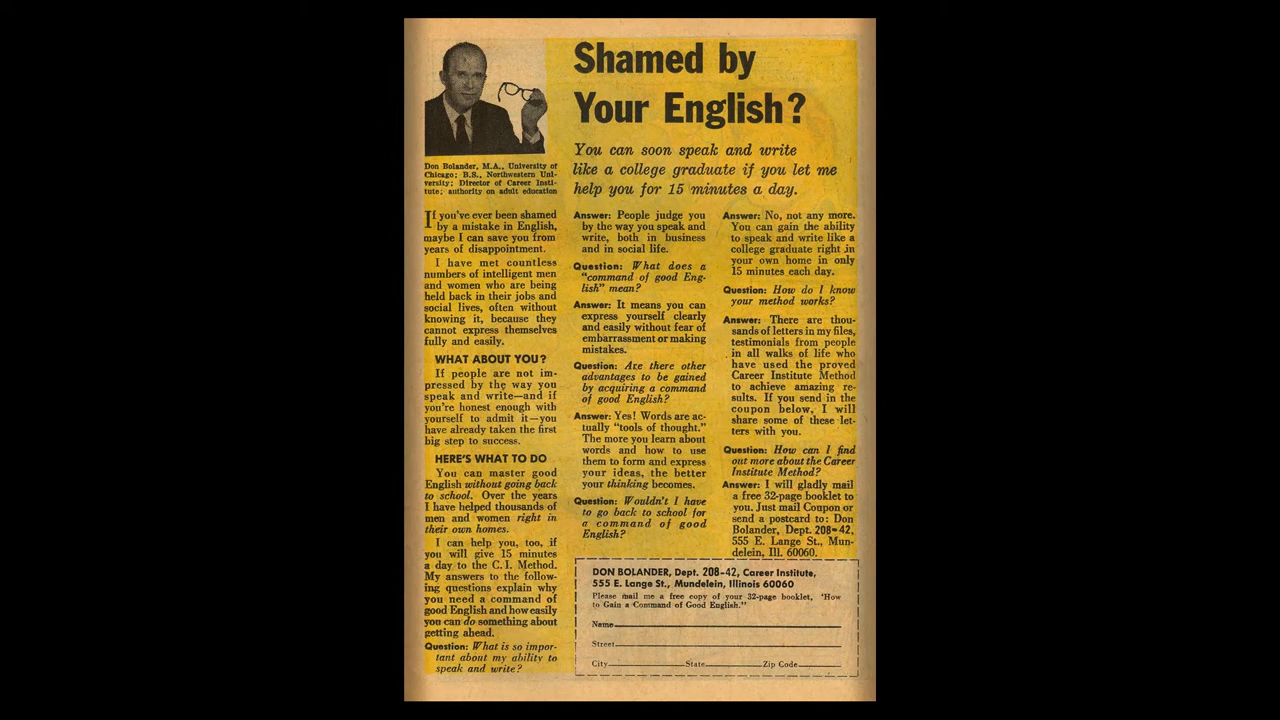 Shamed by
Your English?
You can soon speak and write
like a college graduate if you let me
help you for 15 minutes a day.
Don Bolander, M.A., University of
Chicago; B.S., Northwestern Uni-
versity; Director of Career Insti-
tute; authority on adult education
If you've ever been shamed
by a mistake in English,
maybe I can save you from
years of disappointment.
I have met countless
numbers of intelligent men
and women who are being
held back in their jobs and
social lives, often without
knowing it, because they
cannot express themselves
fully and easily.
WHAT ABOUT YOU?
If people are not im-
pressed by the way you
speak and write—and if
you're honest enough with
yourself to admit it—you
have already taken the first
big step to success.
HERE'S WHAT TO DO
You can master good
English without going back
to school. Over the years
I have helped thousands of
men and women right in
their own homes.
I can help you, too, if
you will give 15 minutes
a day to the C.I. Method.
My answers to the follow-
ing questions explain why
you need a command of
good English and how easily
you can do something about
getting ahead.
Question: What is so impor-
tant about my ability to
speak and write?
Answer: People judge you
by the way you speak and
write, both in business
and in social life.
Question: What does a
"command of good Eng-
lish" mean?
Answer: It means you can
express yourself clearly
and easily without fear of
embarrassment or making
mistakes.
Question: Are there other
advantages to be gained
by acquiring a command
of good English?
Answer: Yes! Words are ac-
tually "tools of thought."
The more you learn about
words and how to use
them to form and express
your ideas, the better
your thinking becomes.
Question: Wouldn't I have
to go back to school for
a command of good
English?
Answer: No, not any more.
You can gain the ability
to speak and write like a
college graduate right in
your own home in only
15 minutes each day.
Question: How do I know
your method works?
Answer: There are thou-
sands of letters in my files,
testimonials from people
in all walks of life who
have used the proved
Career Institute Method
to achieve amazing re-
sults. If you send in the
coupon below, I will
share some of these let-
ters with you.
Question: How can I find
out more about the Career
Institute Method?
Answer: I will gladly mail
a free 32-page booklet to
you. Just mail Coupon or
send a postcard to: Don
Bolander, Dept. 208-42,
555 E. Lange St., Mun-
delein, Ill. 60060.
DON BOLANDER, Dept. 208-42, Career Institute,
555 E. Lange St., Mundelein, Illinois 60060
Please mail me a free copy of your 32-page booklet, 'How
to Gain a Command of Good English."
Name
Street
City State Zip Code